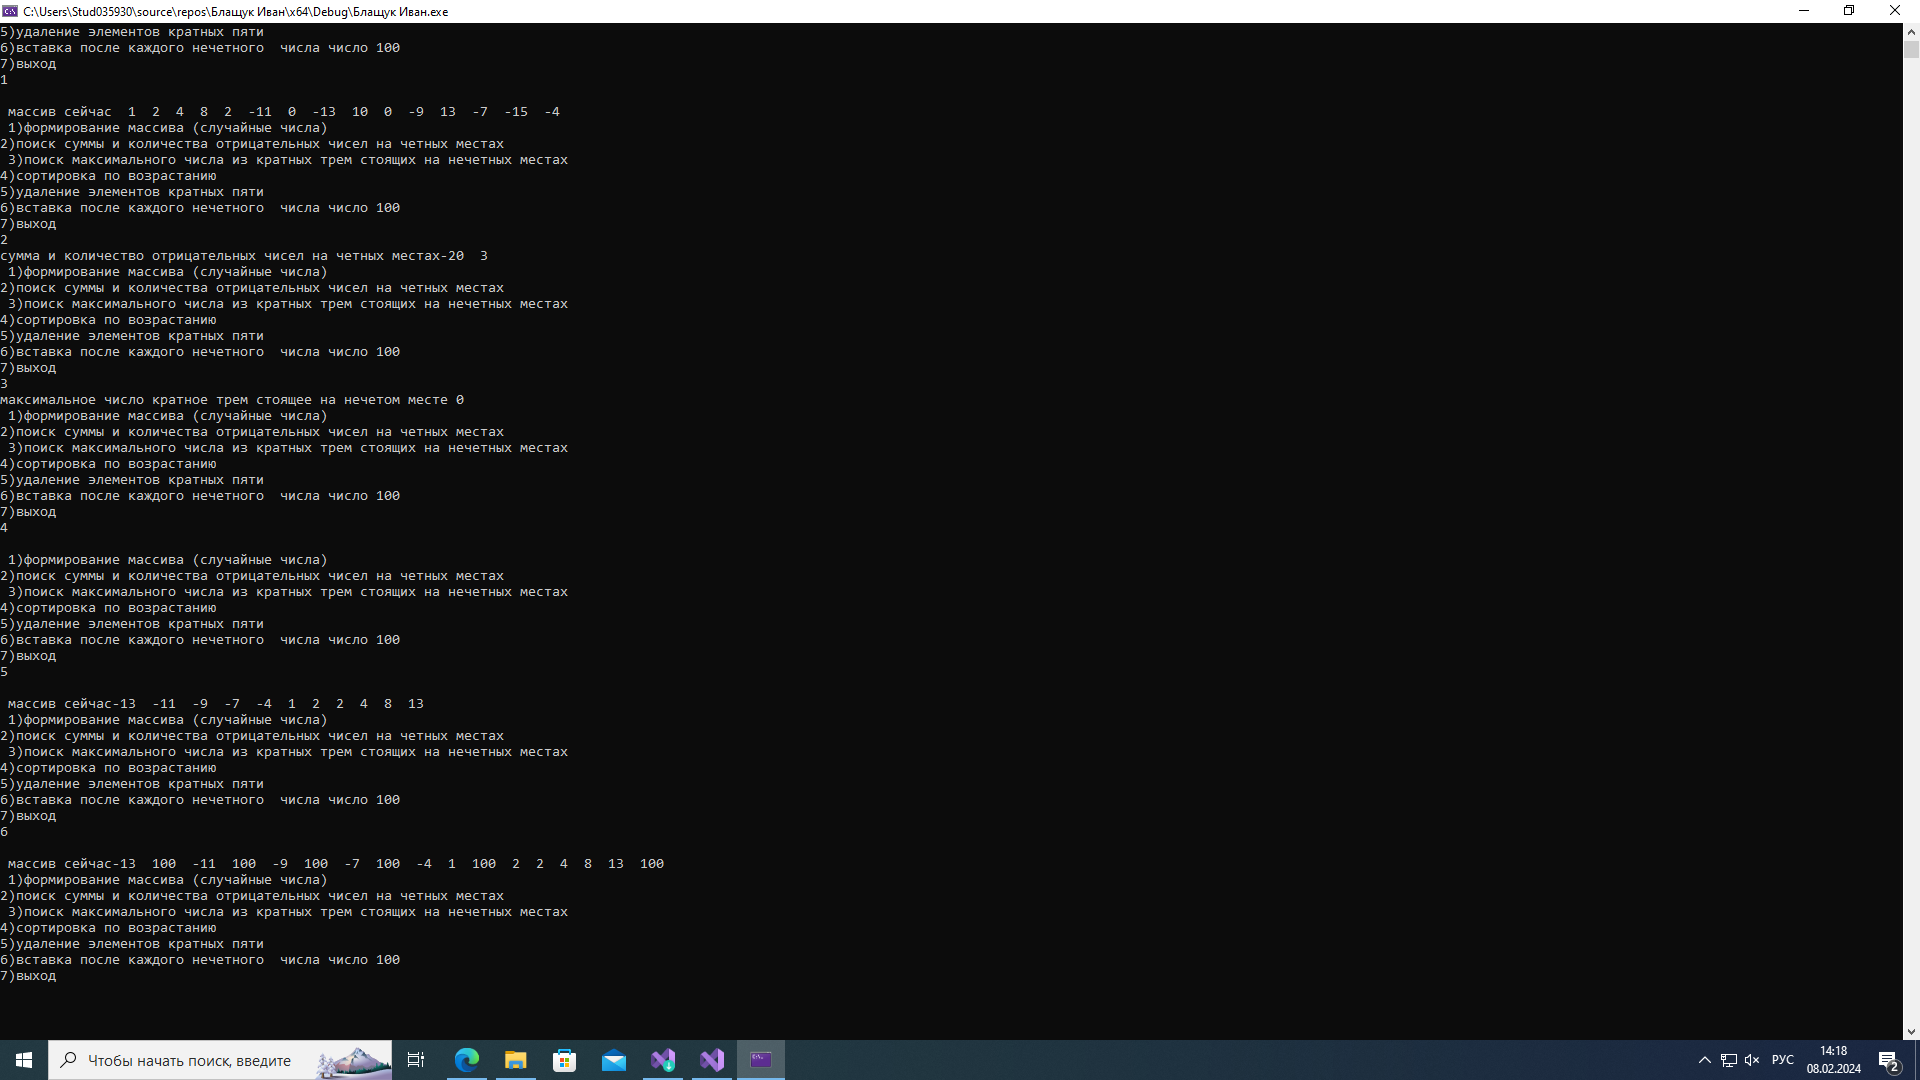 C:\Users\Stud035930\source\repos\Блащук Иван\x64\Debug\Блащук Иван.exe
5)удаление элементов кратных пяти
6)вставка после каждого нечетного  числа число 100
7)выход
1
массив сейчас  1  2  4  8  2  -11  0  -13  10  0  -9  13  -7  -15  -4
1)формирование массива (случайные числа)
2)поиск суммы и количества отрицательных чисел на четных местах
3)поиск максимального числа из кратных трем стоящих на нечетных местах
4)сортировка по возрастанию
5)удаление элементов кратных пяти
6)вставка после каждого нечетного  числа число 100
7)выход
2
сумма и количество отрицательных чисел на четных местах-20  3
1)формирование массива (случайные числа)
2)поиск суммы и количества отрицательных чисел на четных местах
3)поиск максимального числа из кратных трем стоящих на нечетных местах
4)сортировка по возрастанию
5)удаление элементов кратных пяти
6)вставка после каждого нечетного  числа число 100
7)выход
3
максимальное число кратное трем стоящее на нечетом месте 0
1)формирование массива (случайные числа)
2)поиск суммы и количества отрицательных чисел на четных местах
3)поиск максимального числа из кратных трем стоящих на нечетных местах
4)сортировка по возрастанию
5)удаление элементов кратных пяти
6)вставка после каждого нечетного  числа число 100
7)выход
4
1)формирование массива (случайные числа)
2)поиск суммы и количества отрицательных чисел на четных местах
3)поиск максимального числа из кратных трем стоящих на нечетных местах
4)сортировка по возрастанию
5)удаление элементов кратных пяти
6)вставка после каждого нечетного  числа число 100
7)выход
5
массив сейчас-13  -11  -9  -7  -4  1  2  2  4  8  13
1)формирование массива (случайные числа)
2)поиск суммы и количества отрицательных чисел на четных местах
3)поиск максимального числа из кратных трем стоящих на нечетных местах
4)сортировка по возрастанию
5)удаление элементов кратных пяти
6)вставка после каждого нечетного  числа число 100
7)выход
6
массив сейчас-13  100  -11  100  -9  100  -7  100  -4  1  100  2  2  4  8  13  100
1)формирование массива (случайные числа)
2)поиск суммы и количества отрицательных чисел на четных местах
3)поиск максимального числа из кратных трем стоящих на нечетных местах
4)сортировка по возрастанию
5)удаление элементов кратных пяти
6)вставка после каждого нечетного  числа число 100
7)выход
Чтобы начать поиск, введите
РУС
14:18
08.02.2024
2